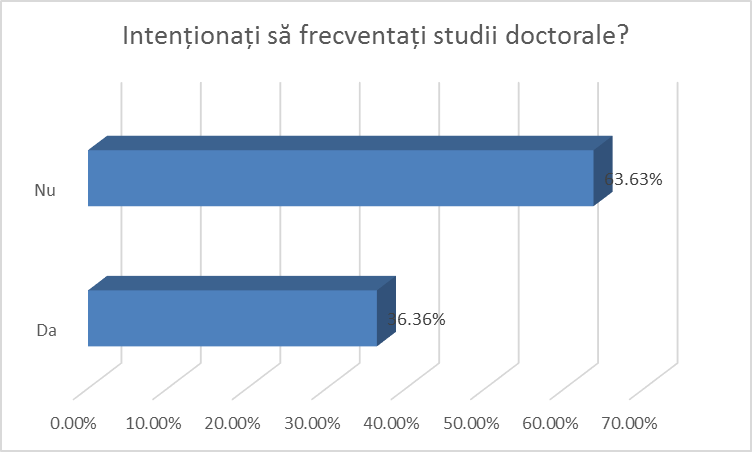 Intenționați să frecventați studii doctorale?
Nu
63.63%
Da
36.36%
0.00% 10.00% 20.00% 30.00% 40.00% 50.00% 60.00% 70.00%